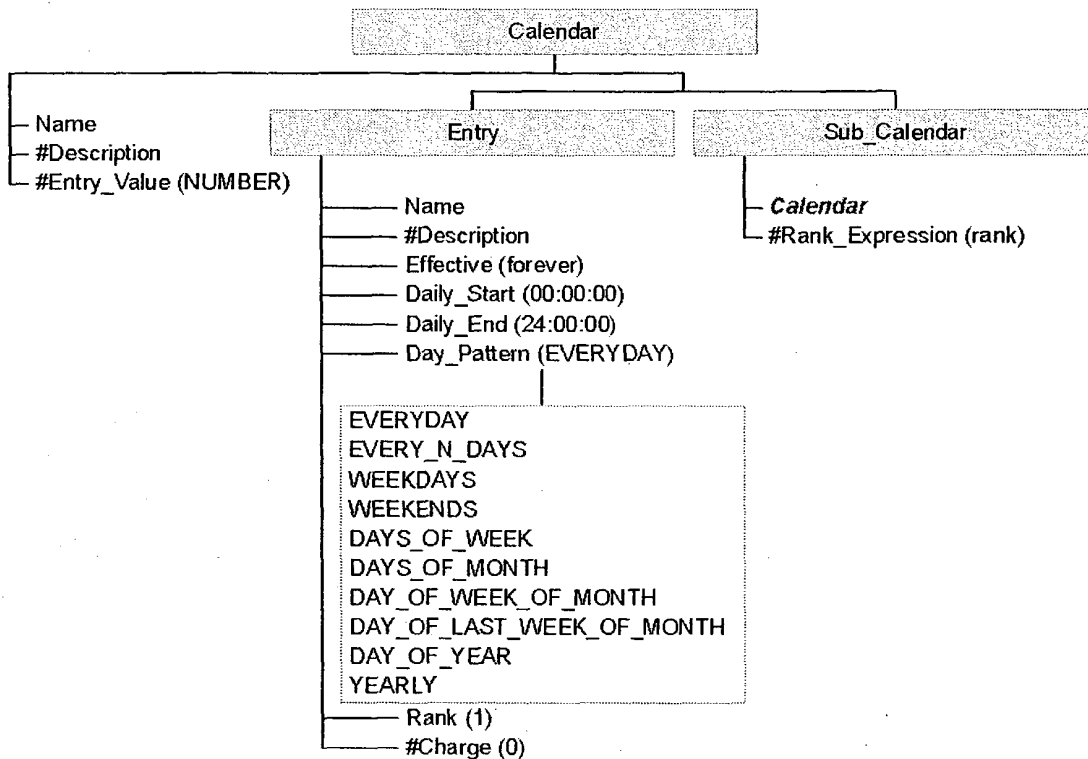 Calendar
Name
#Description
#Entry_Value (NUMBER)
Entry
Sub_Calendar
Name
#Description
Effective (forever)
Daily_Start (00:00:00)
Daily_End (24:00:00)
Day_Pattern (EVERYDAY)
EVERYDAY
EVERY_N_DAYS
WEEKDAYS
WEEKENDS
DAYS_OF_WEEK
DAYS_OF_MONTH
DAY_OF_WEEK_OF_MONTH
DAY_OF_LAST_WEEK_OF_MONTH
DAY_OF_YEAR
YEARLY
Rank (1)
#Charge (0)
Calendar
#Rank_Expression (rank)